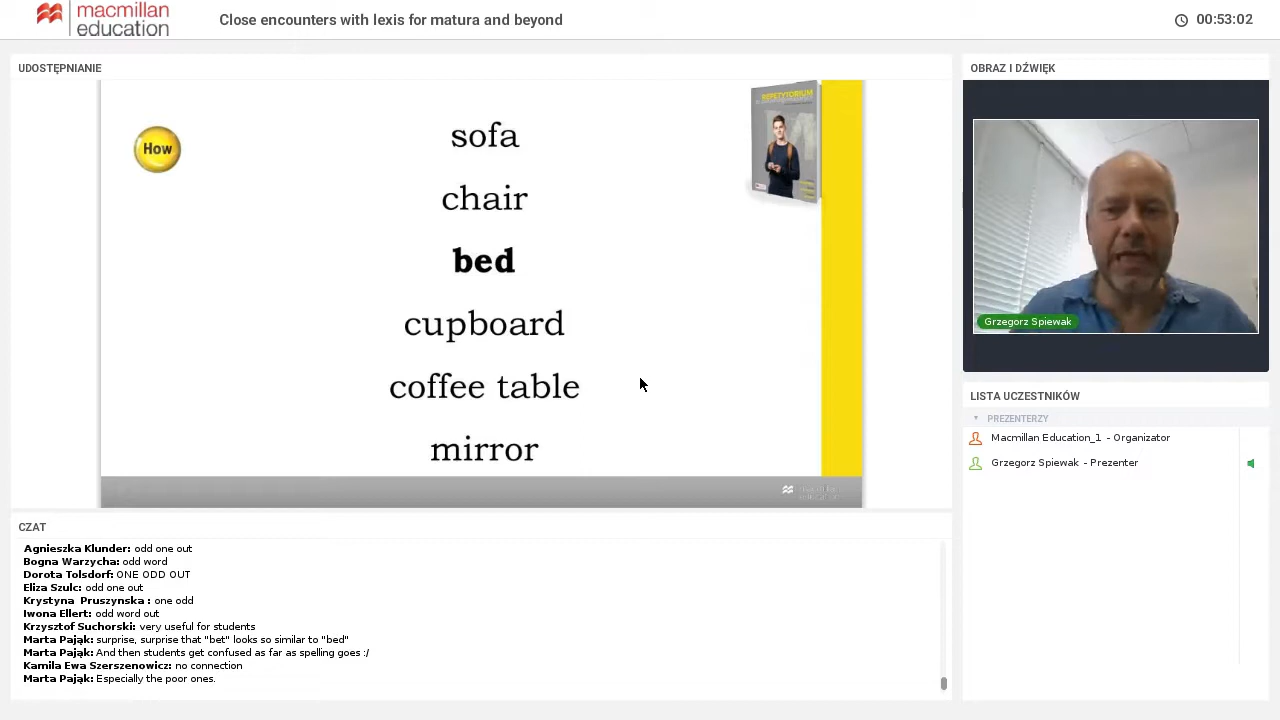 macmillan
education
Close encounters with lexis for matura and beyond
00:53:02
UDOSTĘPNIANIE
OBRAZ I DŹWIĘK
How
REPETYTORIUM
sofa
chair
bed
cupboard
coffee table
mirror
macmillan
education
Grzegorz Spiewak
LISTA UCZESTNIKÓW
PREZENTERZY
Macmillan Education_1 - Organizator
Grzegorz Spiewak - Prezenter
CZAT
Agnieszka Klunder: odd one out
Bogna Warzycha: odd word
Dorota Tolsdorf: ONE ODD OUT
Eliza Szulc: odd one out
Krystyna Pruszynska : one odd
Iwona Ellert: odd word out
Krzysztof Suchorski: very useful for students
Marta Pająk: surprise, surprise that "bet" looks so similar to "bed"
Marta Pająk: And then students get confused as far as spelling goes :/
Kamila Ewa Szerszenowicz: no connection
Marta Pająk: Especially the poor ones.